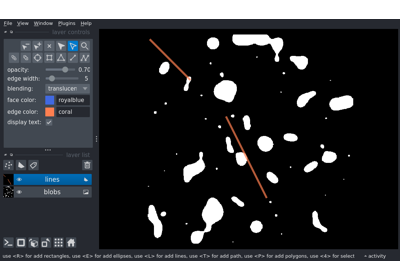 File View Window Plugins Help
layer controls
opacity: 0.70
edge width: 5
blending: translucen
face color: royalblue
edge color: coral
display text:
layer list
lines
blobs
use <R> for add rectangles, use <E> for add ellipses, use <L> for add lines, use <T> for add path, use <P> for add polygons, use <4> for select activity